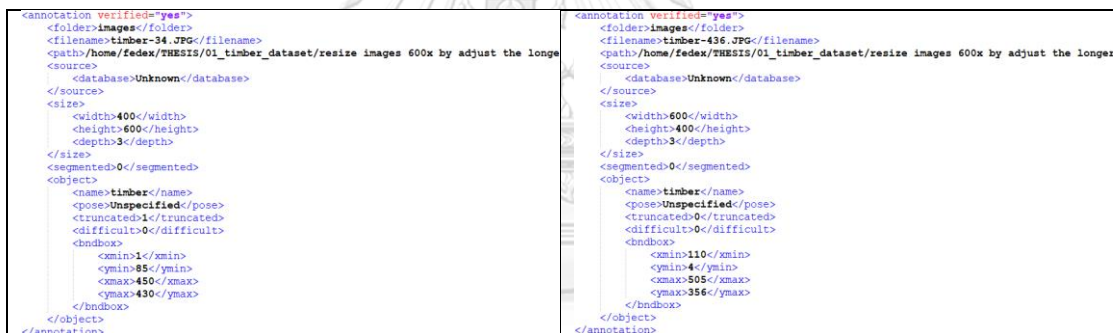 <annotation verified="yes">
<folder>images</folder>
<filename>timber-34.JPG</filename>
<path>/home/fedex/THESIS/01_timber_dataset/resize images 600x by adjust the longe
<source>
<database>Unknown</database>
</source>
<size>
<width>400</width>
<height>600</height>
<depth>3</depth>
</size>
<segmented>0</segmented>
<object>
<name>timber</name>
<pose>Unspecified</pose>
<truncated>1</truncated>
<difficult>0</difficult>
<bndbox>
<xmin>1</xmin>
<ymin>85</ymin>
<xmax>450</xmax>
<ymax>430</ymax>
</bndbox>
</object>
</annotation>
<annotation verified="yes">
<folder>images</folder>
<filename>timber-436.JPG</filename>
<path>/home/fedex/THESIS/01_timber_dataset/resize images 600x by adjust the longer
<source>
<database>Unknown</database>
</source>
<size>
<width>600</width>
<height>400</height>
<depth>3</depth>
</size>
<segmented>0</segmented>
<object>
<name>timber</name>
<pose>Unspecified</pose>
<truncated>0</truncated>
<difficult>0</difficult>
<bndbox>
<xmin>110</xmin>
<ymin>4</ymin>
<xmax>505</xmax>
<ymax>356</ymax>
</bndbox>
</object>
</annotation>